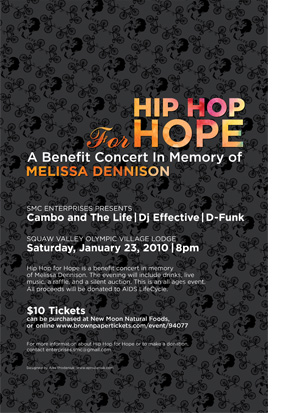 HIP HOP
For HOPE
A Benefit Concert In Memory of
MELISSA DENNISON
SMC ENTERPRISES PRESENTS
Cambo and The Life | Dj Effective | D-Funk
SQUAW VALLEY OLYMPIC VILLAGE LODGE
Saturday, January 23, 2010 | 8pm
Hip Hop for Hope is a benefit concert in memory
of Melissa Dennison. The evening will include drinks, live
music, a raffle, and a silent auction. This is an all ages event.
All proceeds will be donated to AIDS LifeCycle.
$10 Tickets
can be purchased at New Moon Natural Foods,
or online www.brownpapertickets.com/event/94077
For more information about Hip Hop for Hope or to make a donation,
contact enterprises.smc@gmail.com
Designed by